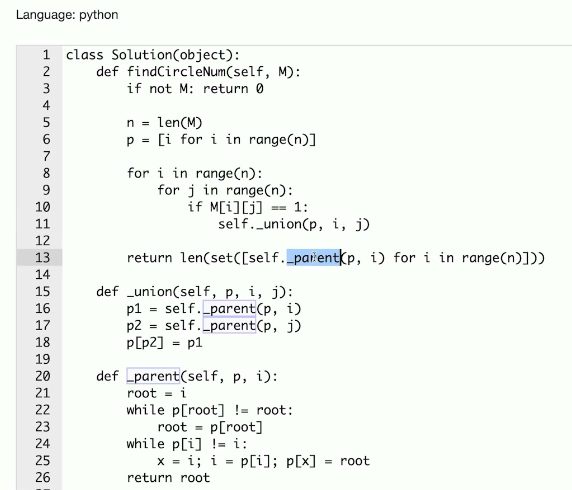 Language: python
1 class Solution(object):
2     def findCircleNum(self, M):
3         if not M: return 0
4
5         n = len(M)
6         p = [i for i in range(n)]
7
8         for i in range(n):
9             for j in range(n):
10                 if M[i][j] == 1:
11                     self._union(p, i, j)
12
13         return len(set([self._parent(p, i) for i in range(n)]))
14
15     def _union(self, p, i, j):
16         p1 = self._parent(p, i)
17         p2 = self._parent(p, j)
18         p[p2] = p1
19
20     def _parent(self, p, i):
21         root = i
22         while p[root] != root:
23             root = p[root]
24         while p[i] != i:
25             x = i; i = p[i]; p[x] = root
26         return root